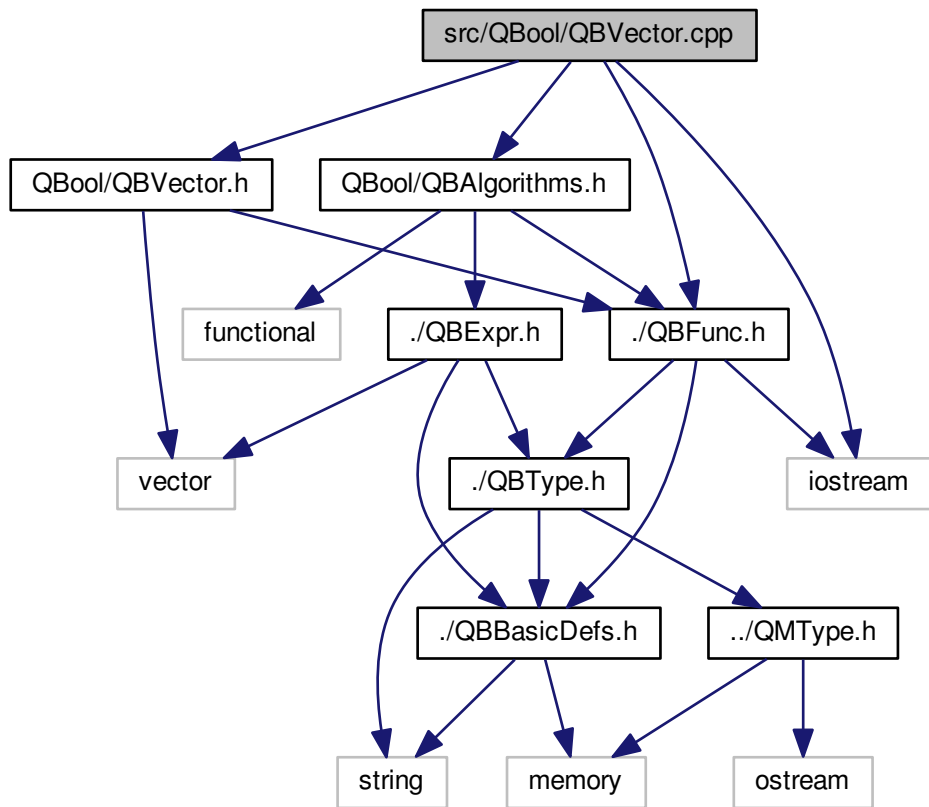 src/QBool/QBVector.cpp
QBool/QBVector.h
QBool/QBAlgorithms.h
functional
./QBExpr.h
./QBFunc.h
vector
./QBType.h
iostream
./QBBasicDefs.h
../QMType.h
string
memory
ostream